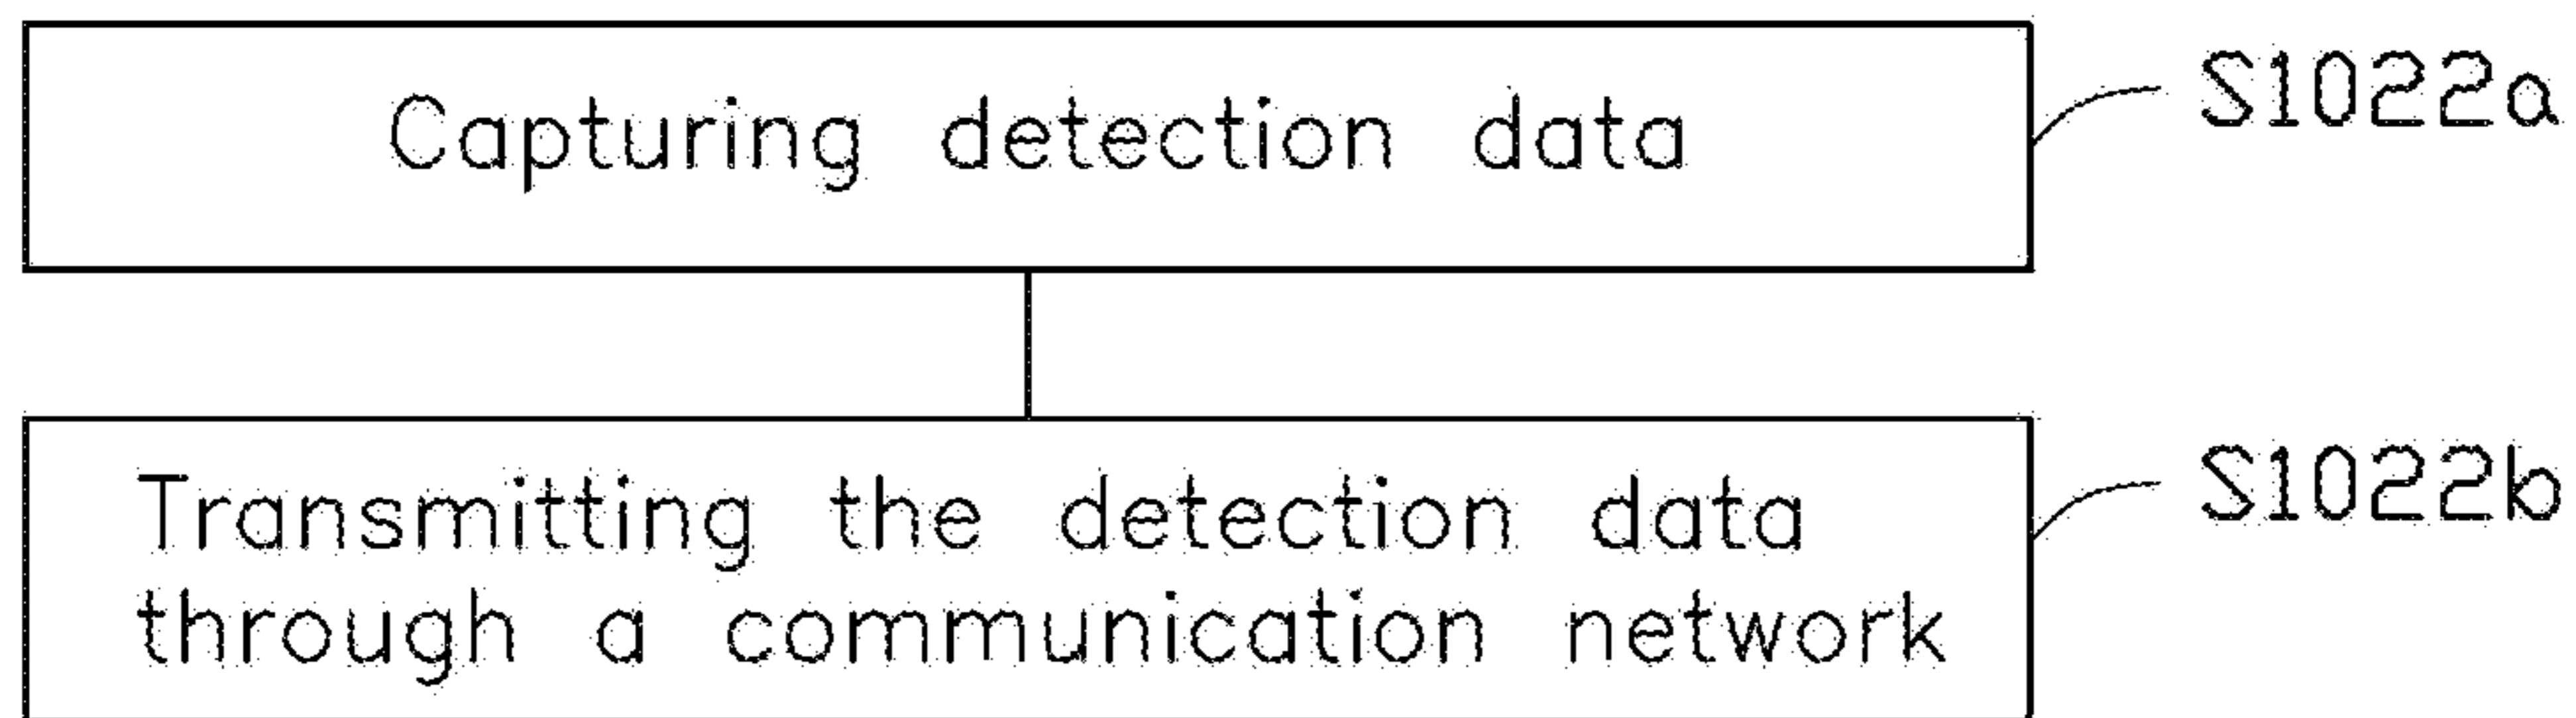 Capturing detection data
S1022a
Transmitting the detection data
through a communication network
S1022b